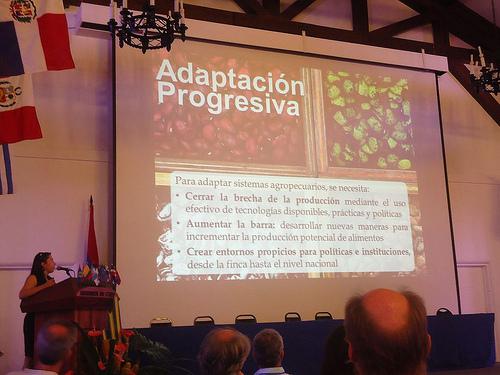 Adaptación
Progresiva
Para adaptar sistemas agropecuarios, se necesita:
• Cerrar la brecha de la producción mediante el uso
efectivo de tecnologías disponibles, prácticas y políticas
• Aumentar la barra: desarrollar nuevas maneras para
incrementar la producción potencial de alimentos
• Crear entornos propicios para políticas e instituciones,
desde la finca hasta el nivel nacional